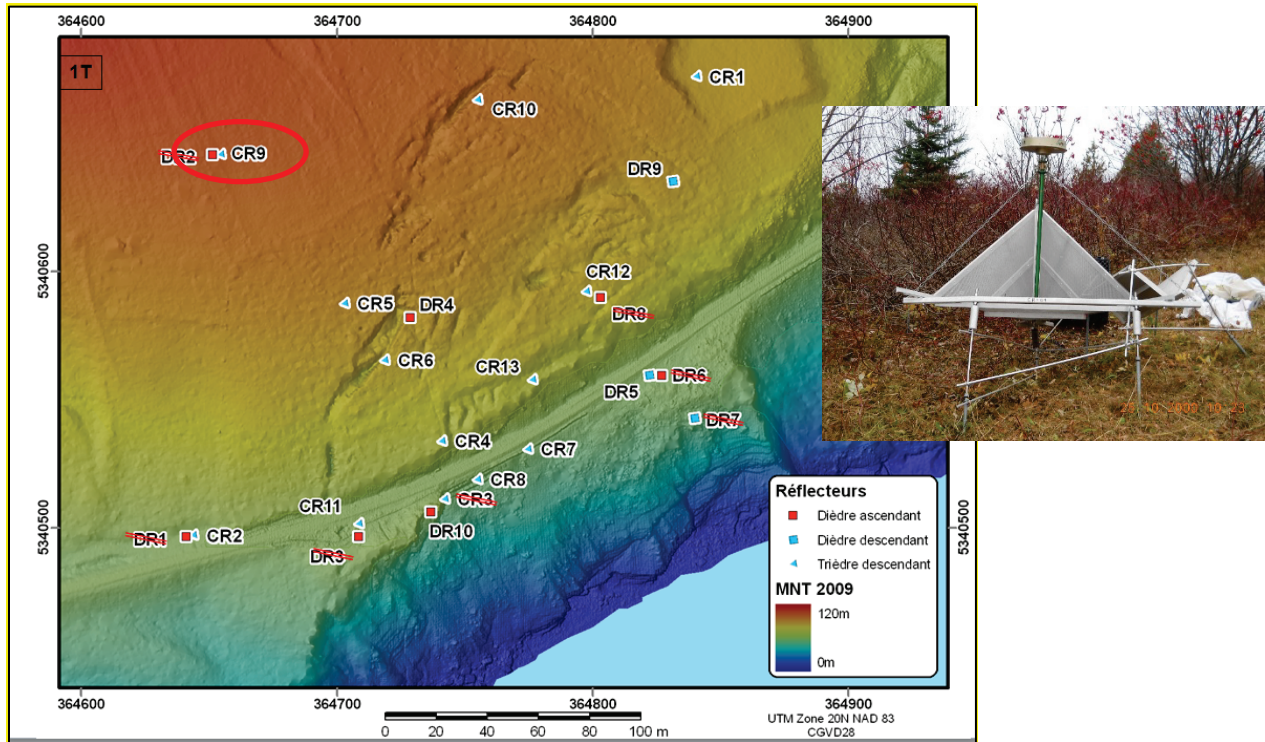 364600
364700
364800
364900
1T
CR1
CR10
DR2
CR9
DR9
5340600
CR12
CR5
DR4
DR8
CR6
CR13
DR5
DR6
DR7
CR4
CR7
CR8
CR11
CR3
DR1
CR2
DR10
DR3
5340500
5340500
Réflecteurs
Dièdre ascendant
Dièdre descendant
Trièdre descendant
MNT 2009
120m
0m
364600
364700
364800
364900
0 20 40 60 80 100 m
UTM Zone 20N NAD 83
CGVD28